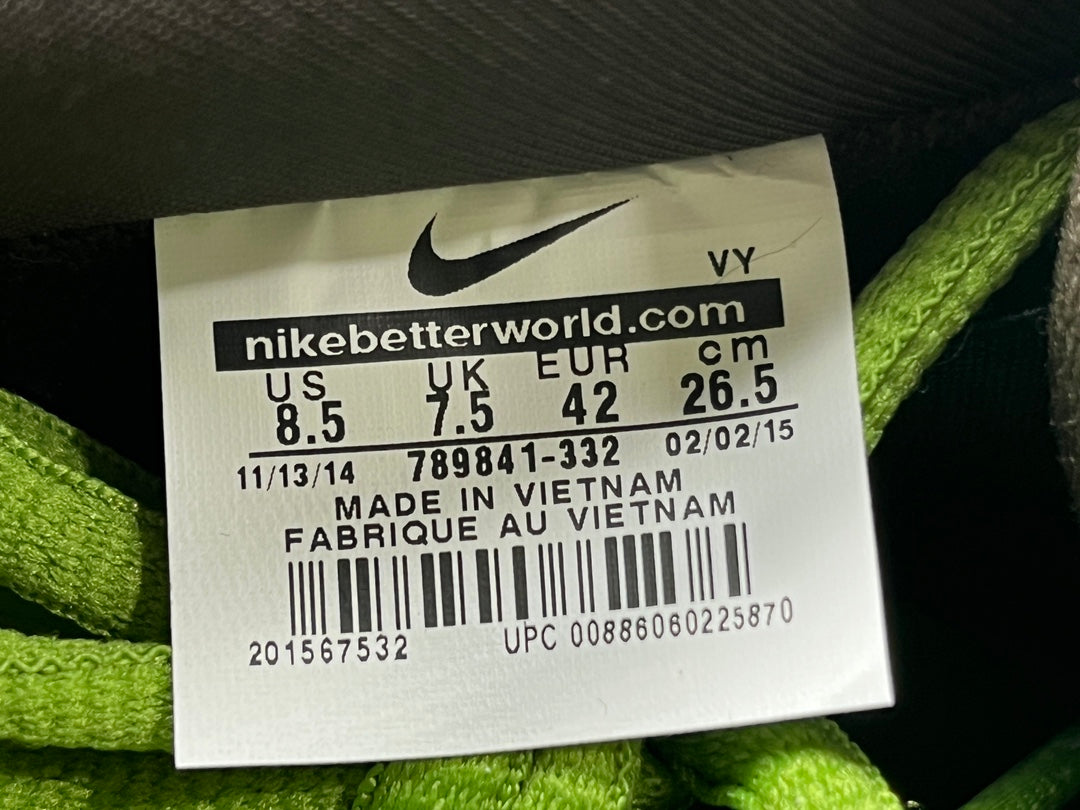 VY
nikebetterworld.com
US UK EUR cm
8.5 7.5 42 26.5
11/13/14 789841-332 02/02/15
MADE IN VIETNAM
FABRIQUE AU VIETNAM
201567532 UPC 00886060225870